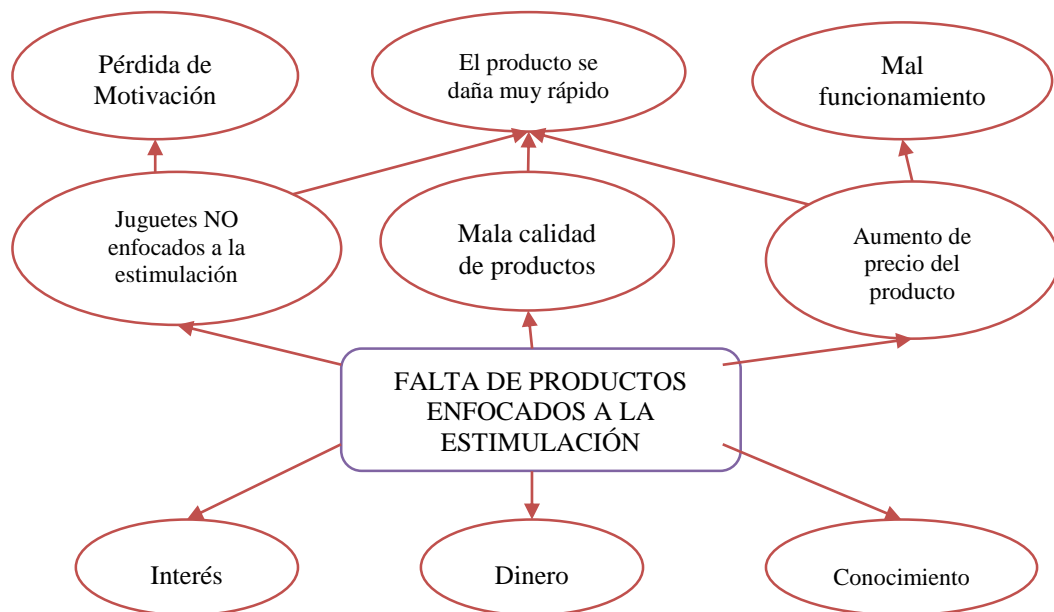 Pérdida de
Motivación
El producto se
daña muy rápido
Mal
funcionamiento
Juguetes NO
enfocados a la
estimulación
Mala calidad
de productos
Aumento de
precio del
producto
FALTA DE PRODUCTOS
ENFOCADOS A LA
ESTIMULACIÓN
Interés
Dinero
Conocimiento